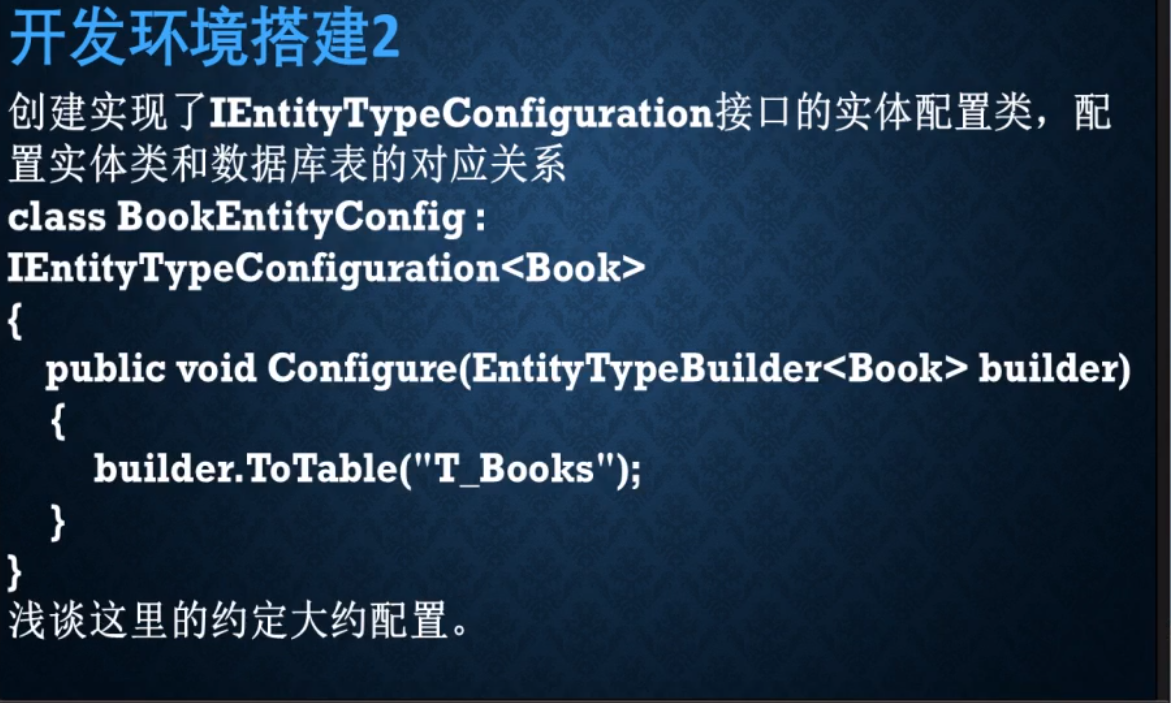 开发环境搭建2
创建实现了IEntityTypeConfiguration接口的实体配置类，配
置实体类和数据库表的对应关系
class BookEntityConfig :
IEntityTypeConfiguration<Book>
{
public void Configure(EntityTypeBuilder<Book> builder)
{
builder.ToTable("T_Books");
}
}
浅谈这里的约定大约配置。